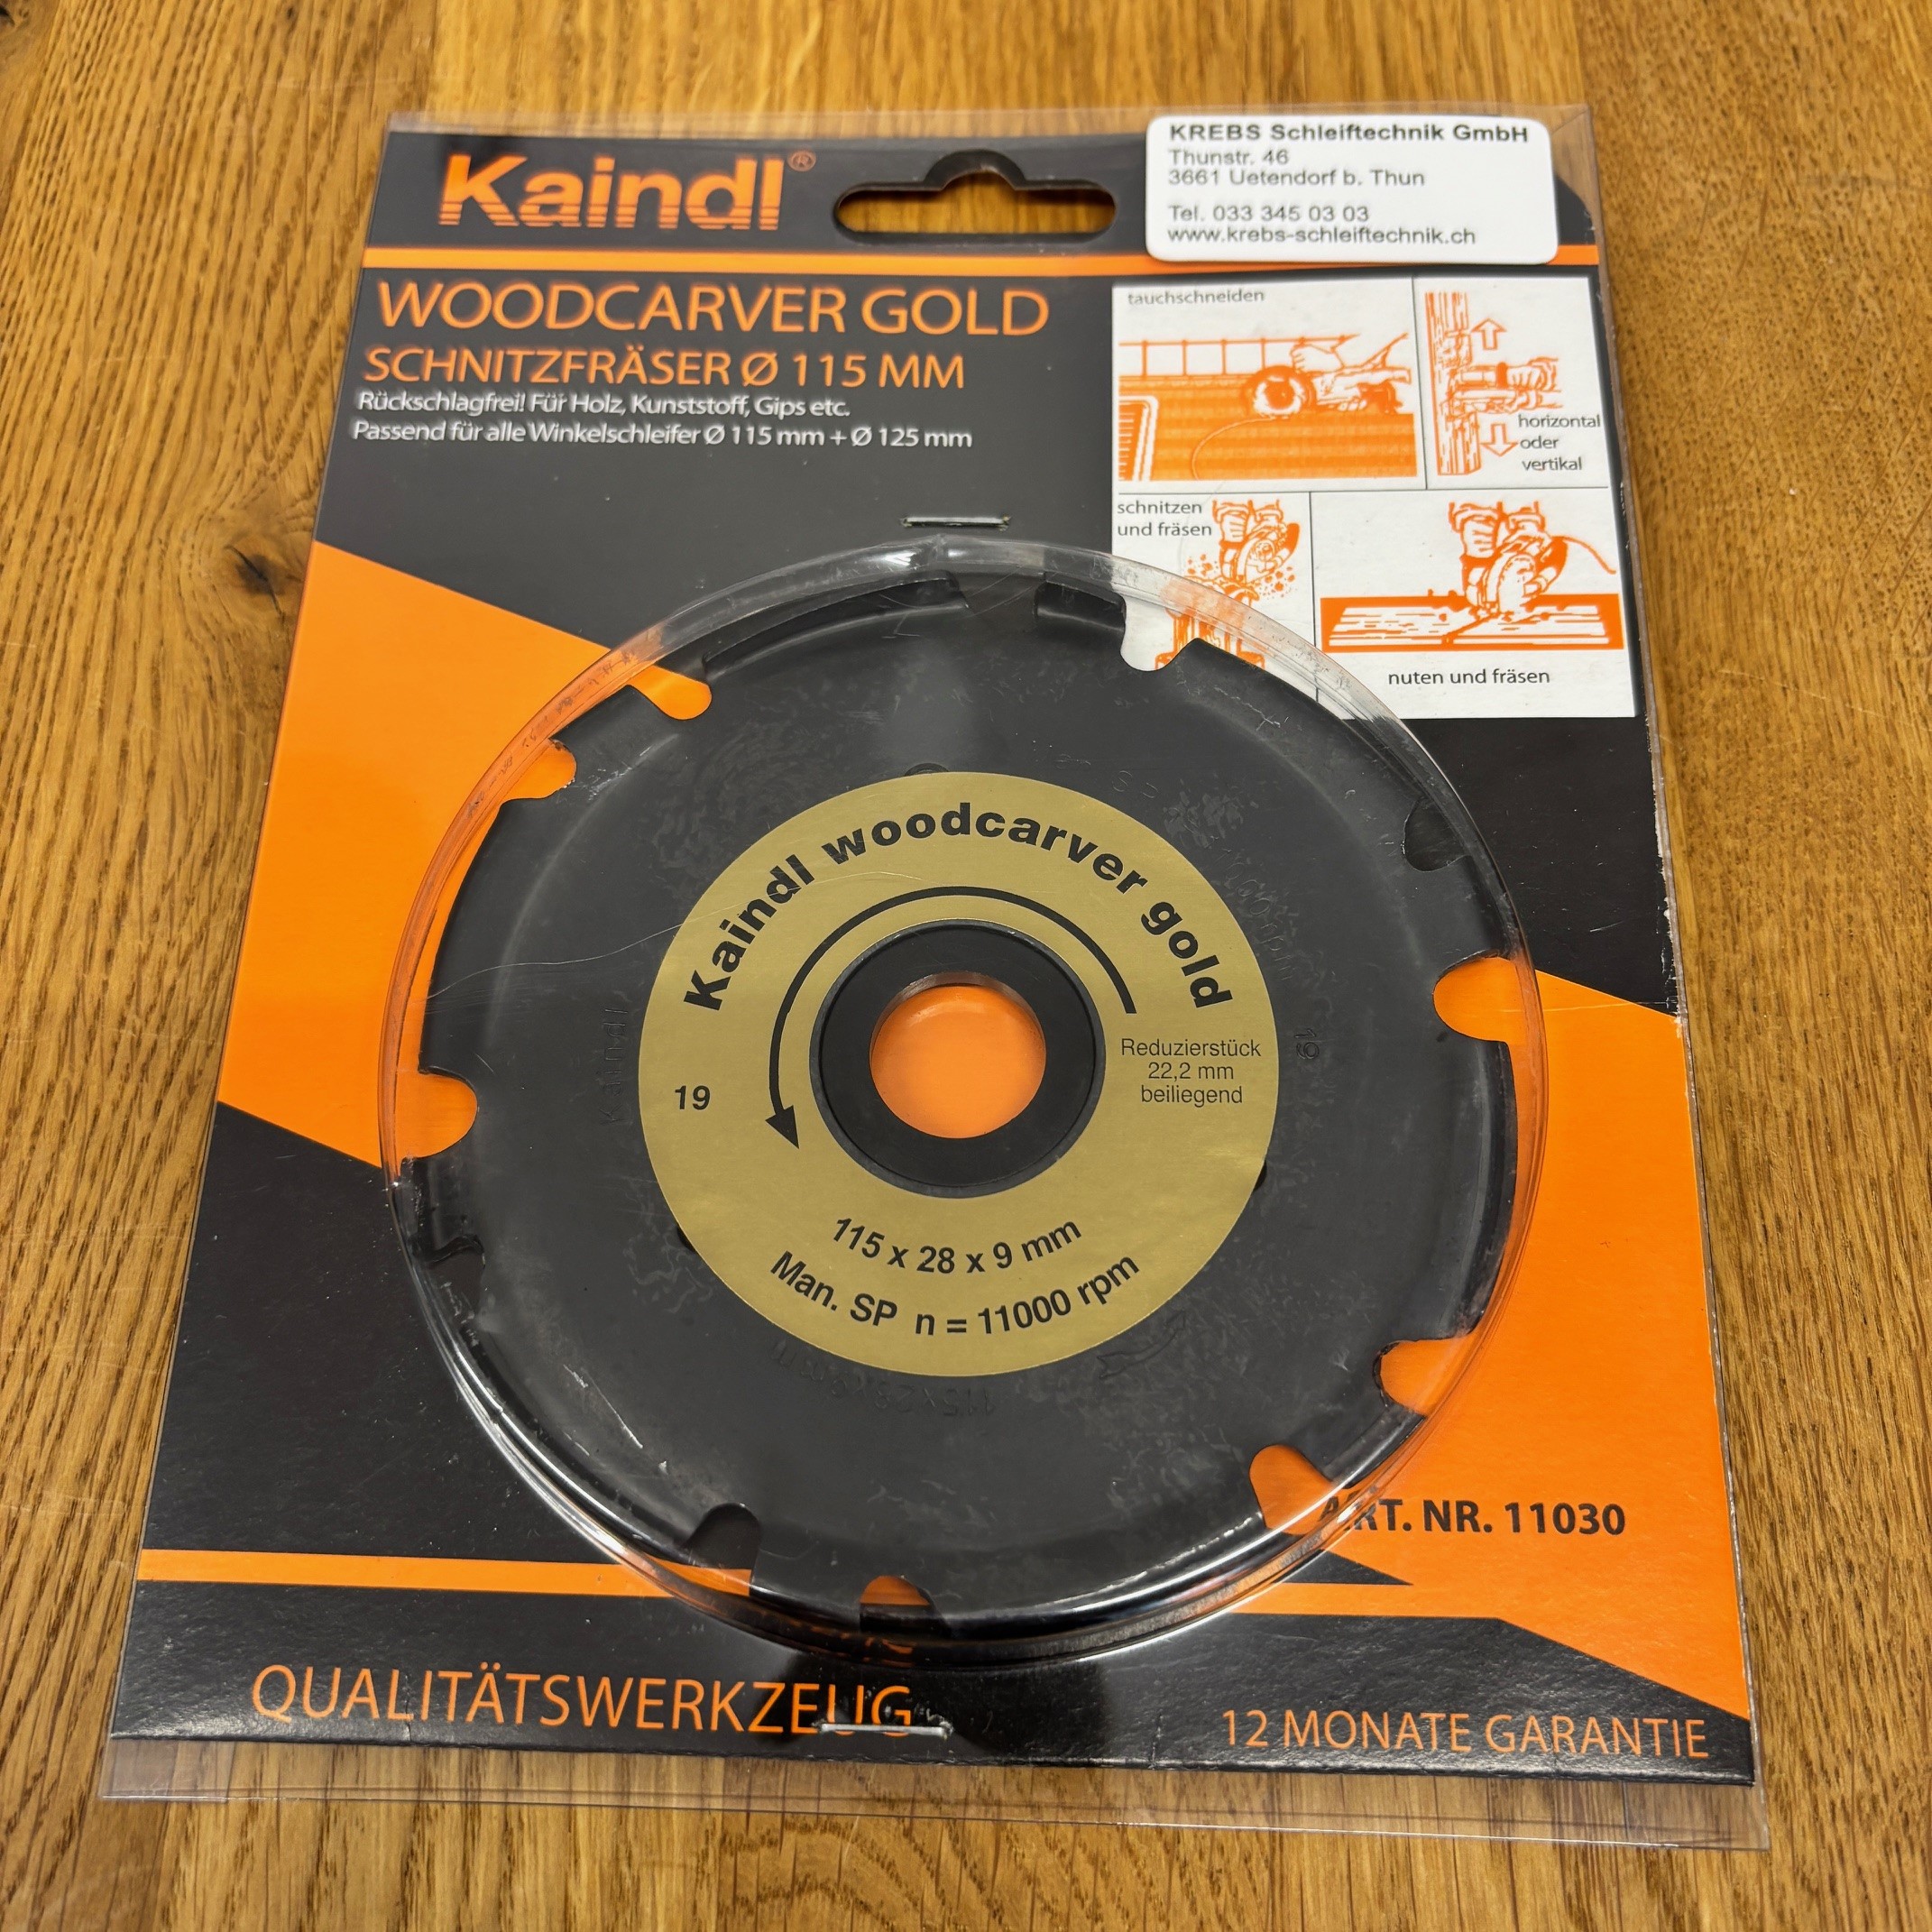 Kaindl®
KREBS Schleiftechnik GmbH
Thunstr. 46
3661 Uetendorf b. Thun
Tel. 033 345 03 03
www.krebs-schleiftechnik.ch
WOODCARVER GOLD
SCHNITZFRÄSER Ø 115 MM
Rückschlagfrei! Für Holz, Kunststoff, Gips etc.
Passend für alle Winkelschleifer Ø 115 mm + Ø 125 mm
tauchschneiden
horizontal
oder
vertikal
schnitzen
und fräsen
nuten und fräsen
Kaindl woodcarver gold
Reduzierstück
22,2 mm
beiliegend
19
115 x 28 x 9 mm
Man. SP n = 11000 rpm
Kaindl
19
ART. NR. 11030
QUALITÄTSWERKZEUG
12 MONATE GARANTIE